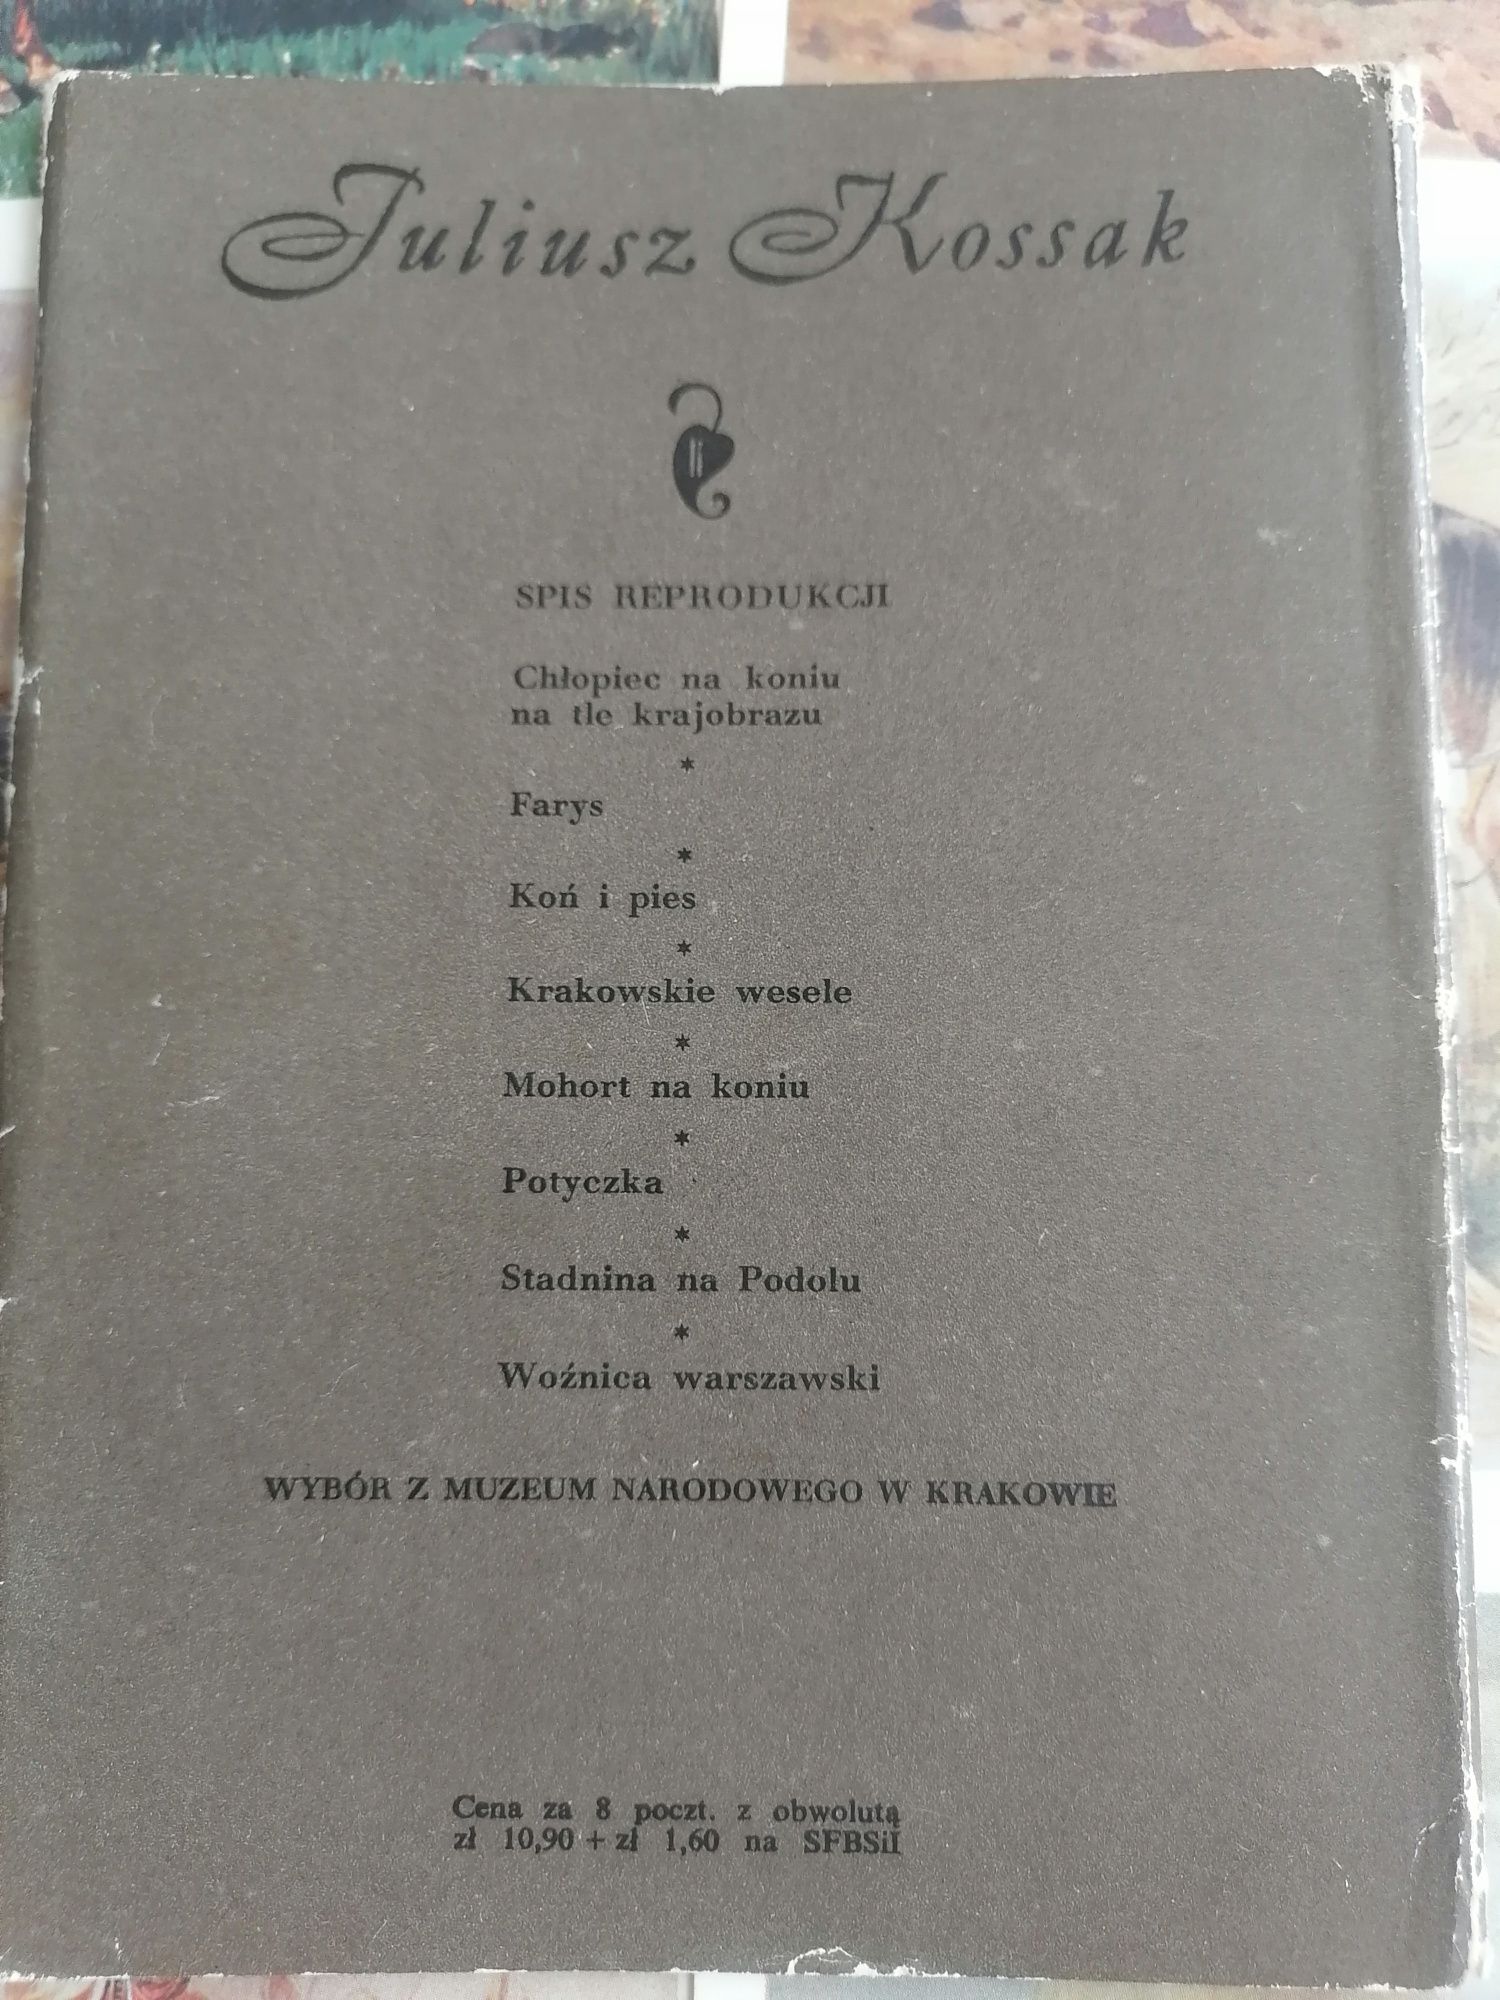 Juliusz Kossak
SPIS REPRODUKCJI
Chłopiec na koniu
na tle krajobrazu
*
Farys
*
Koń i pies
*
Krakowskie wesele
*
Mohort na koniu
*
Potyczka
*
Stadnina na Podolu
*
Woźnica warszawski
WYBÓR Z MUZEUM NARODOWEGO W KRAKOWIE
Cena za 8 poczt. z obwolutą
zł 10,90 + zł 1,60 na SFBSiI